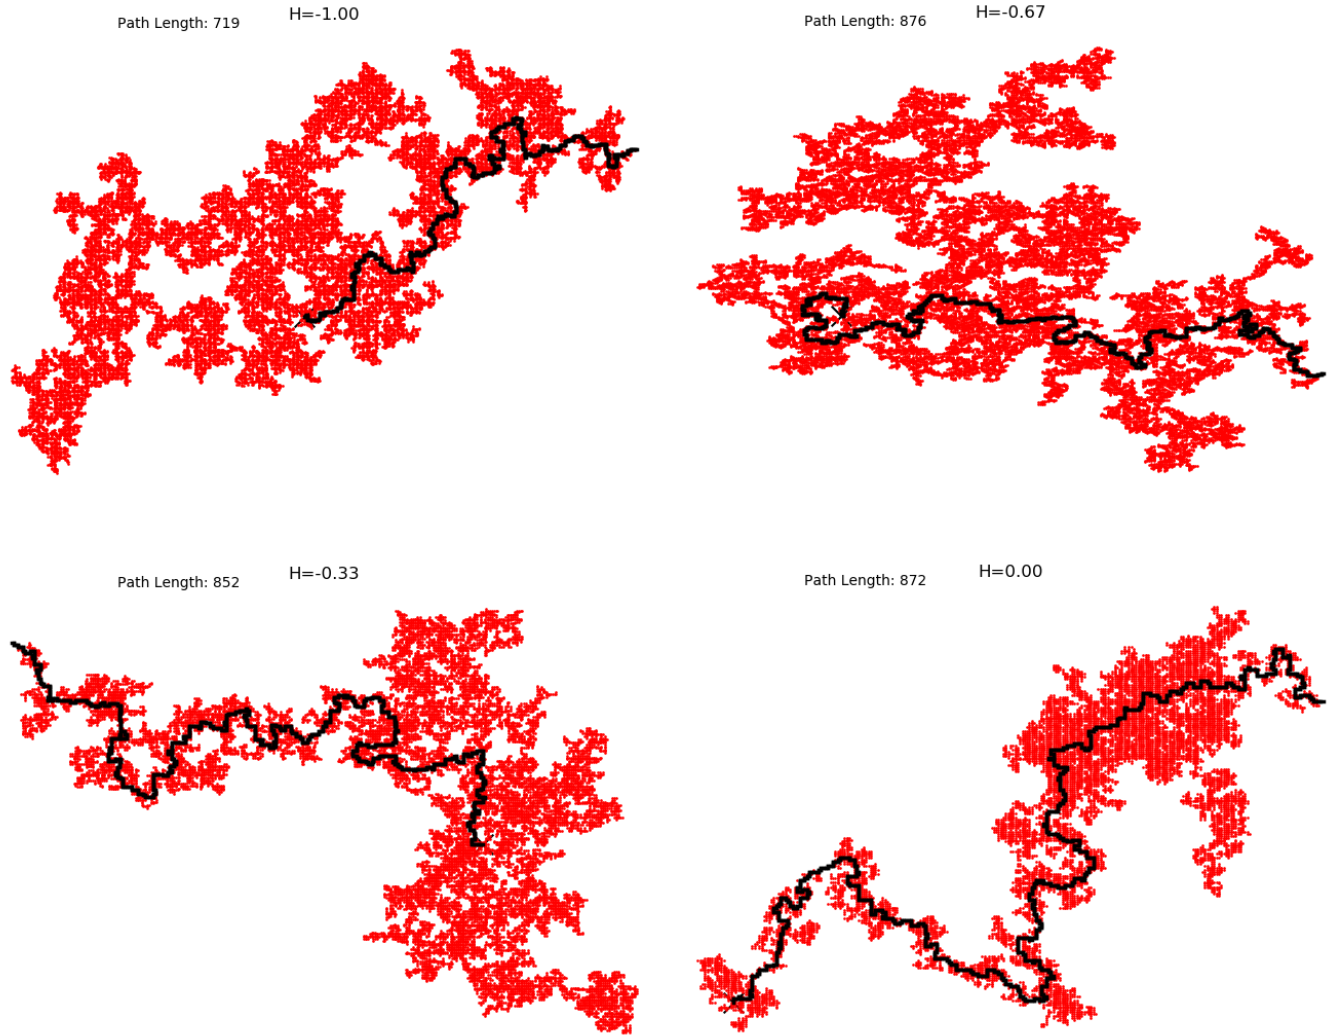 H=-1.00
Path Length: 719
H=-0.67
Path Length: 876
H=-0.33
Path Length: 852
H=0.00
Path Length: 872